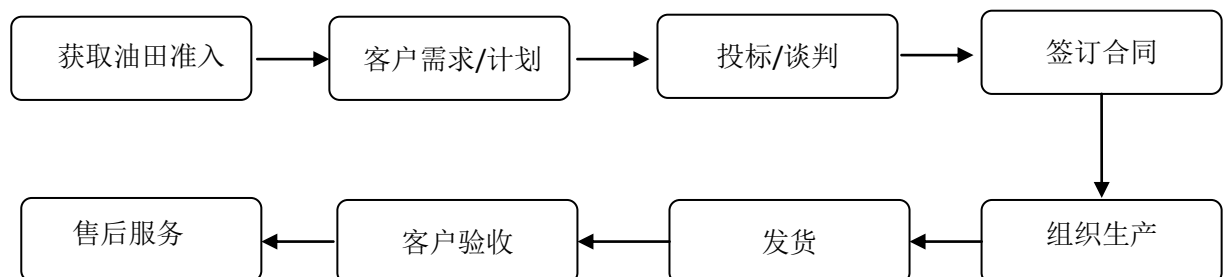 获取油田准入
客户需求/计划
投标/谈判
签订合同
售后服务
客户验收
发货
组织生产